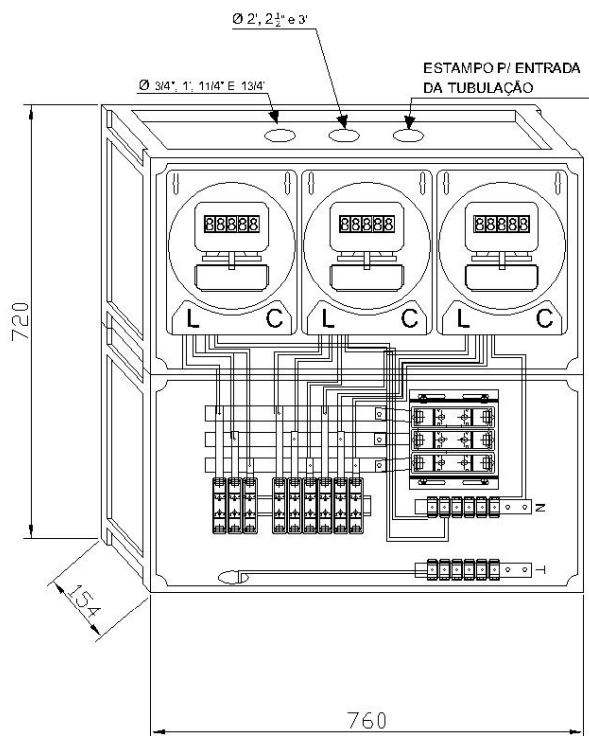 Ø 2', 2½" e 3'
Ø 3/4", 1', 11/4" E 13/4'
ESTAMPO P/ ENTRADA
DA TUBULAÇÃO
88888
88888
88888
L C
L C
L C
720
N
T
154
760